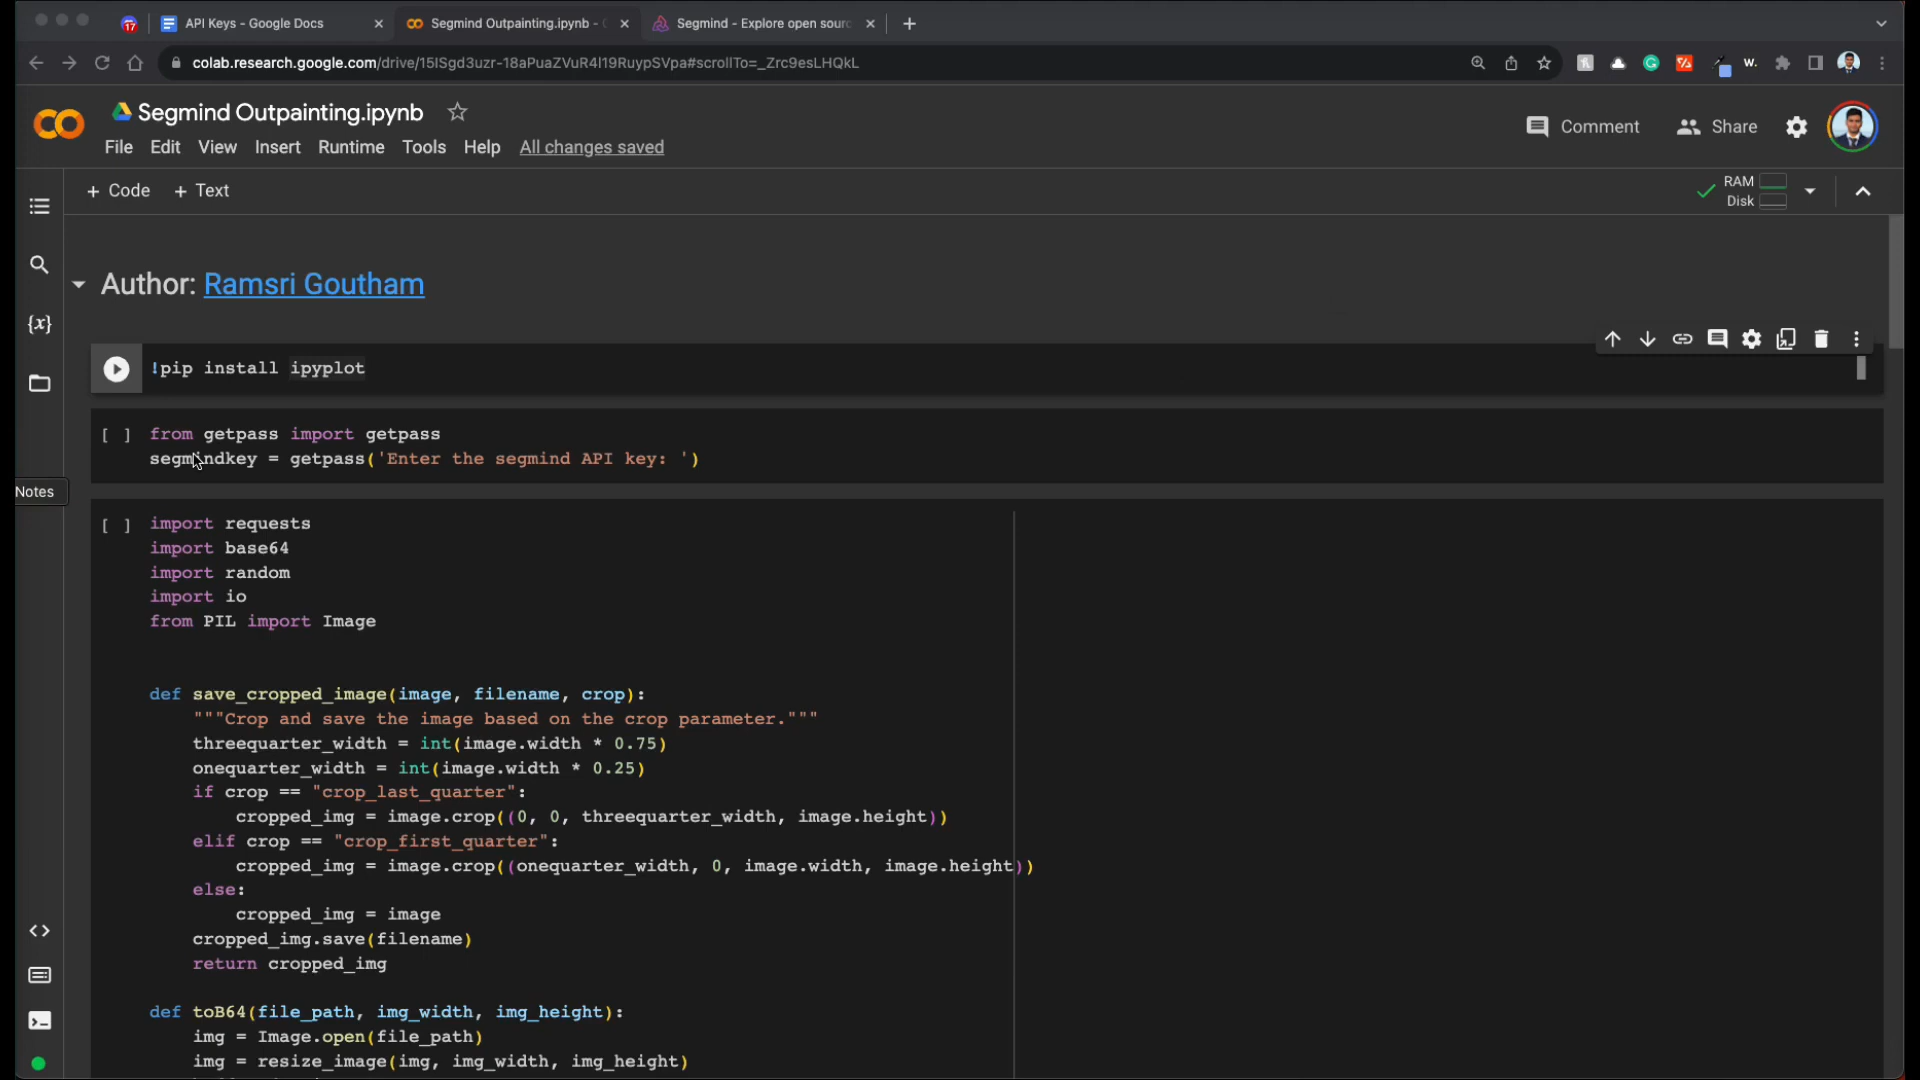 17
API Keys - Google Docs
Segmind Outpainting.ipynb -
Segmind - Explore open sour
colab.research.google.com/drive/15ISgd3uzr-18aPuaZVuR4I19RuypSVpa#scrollTo=_Zrc9esLHQkL
w.
Segmind Outpainting.ipynb
File Edit View Insert Runtime Tools Help All changes saved
Comment
Share
+ Code
+ Text
RAM
Disk
{x}
Author: Ramsri Goutham
!pip install ipyplot
[ ]
from getpass import getpass
segmindkey = getpass('Enter the segmind API key: ')
Notes
[ ]
import requests
import base64
import random
import io
from PIL import Image
def save_cropped_image(image, filename, crop):
"""Crop and save the image based on the crop parameter."""
threequarter_width = int(image.width * 0.75)
onequarter_width = int(image.width * 0.25)
if crop == "crop_last_quarter":
cropped_img = image.crop((0, 0, threequarter_width, image.height))
elif crop == "crop_first_quarter":
cropped_img = image.crop((onequarter_width, 0, image.width, image.height))
else:
cropped_img = image
cropped_img.save(filename)
return cropped_img
def toB64(file_path, img_width, img_height):
img = Image.open(file_path)
img = resize_image(img, img_width, img_height)